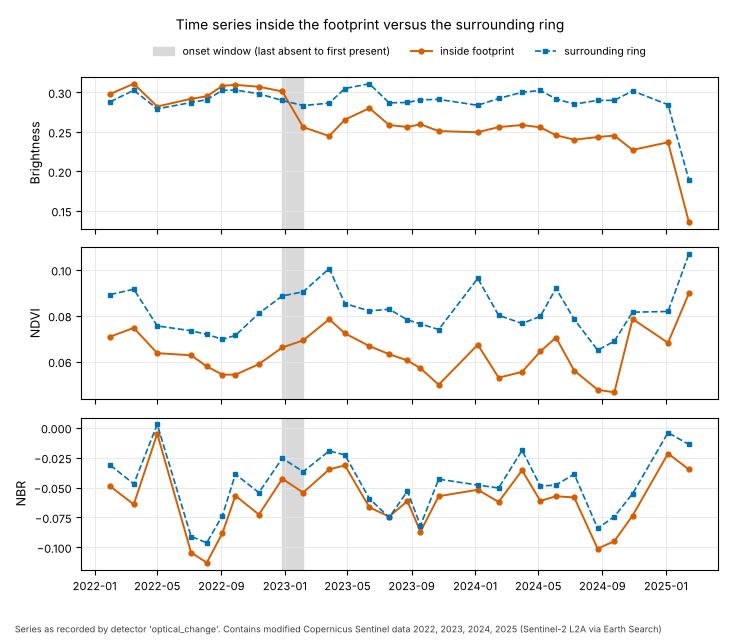 Time series inside the footprint versus the surrounding ring
onset window (last absent to first present) inside footprint surrounding ring
Brightness
0.30
0.25
0.20
0.15
NDVI
0.10
0.08
0.06
NBR
0.000
−0.025
−0.050
−0.075
−0.100
2022-01 2022-05 2022-09 2023-01 2023-05 2023-09 2024-01 2024-05 2024-09 2025-01
Series as recorded by detector 'optical_change'. Contains modified Copernicus Sentinel data 2022, 2023, 2024, 2025 (Sentinel-2 L2A via Earth Search)